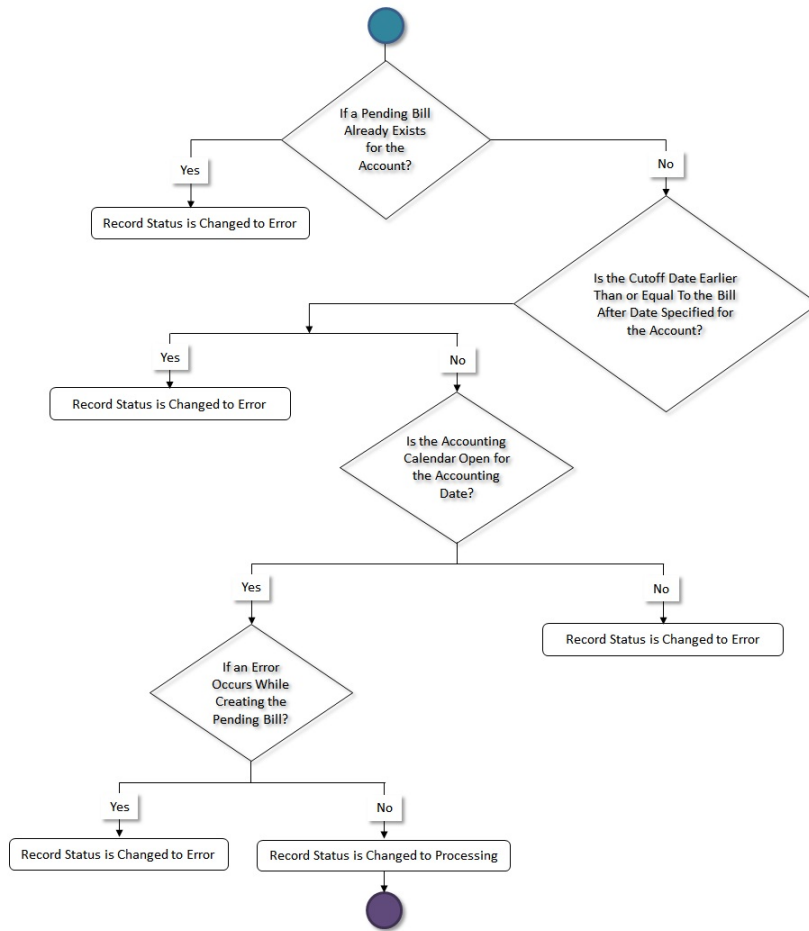 If a Pending Bill
Already Exists
for the
Account?
Yes
No
Record Status is Changed to Error
Is the Cutoff Date Earlier
Than or Equal To the Bill
After Date Specified for
the Account?
Yes
No
Record Status is Changed to Error
Is the Accounting
Calendar Open for
the Accounting
Date?
Yes
No
Record Status is Changed to Error
If an Error
Occurs While
Creating the
Pending Bill?
Yes
No
Record Status is Changed to Error
Record Status is Changed to Processing